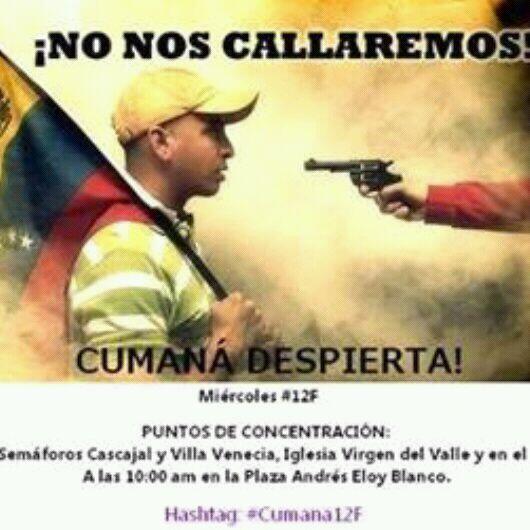 ¡NO NOS CALLAREMOS!
CUMANÁ DESPIERTA!
Miércoles #12F
PUNTOS DE CONCENTRACIÓN:
Semáforos Cascajal y Villa Venecia, Iglesia Virgen del Valle y en el
A las 10:00 am en la Plaza Andrés Eloy Blanco.
Hashtag: #Cumana12F